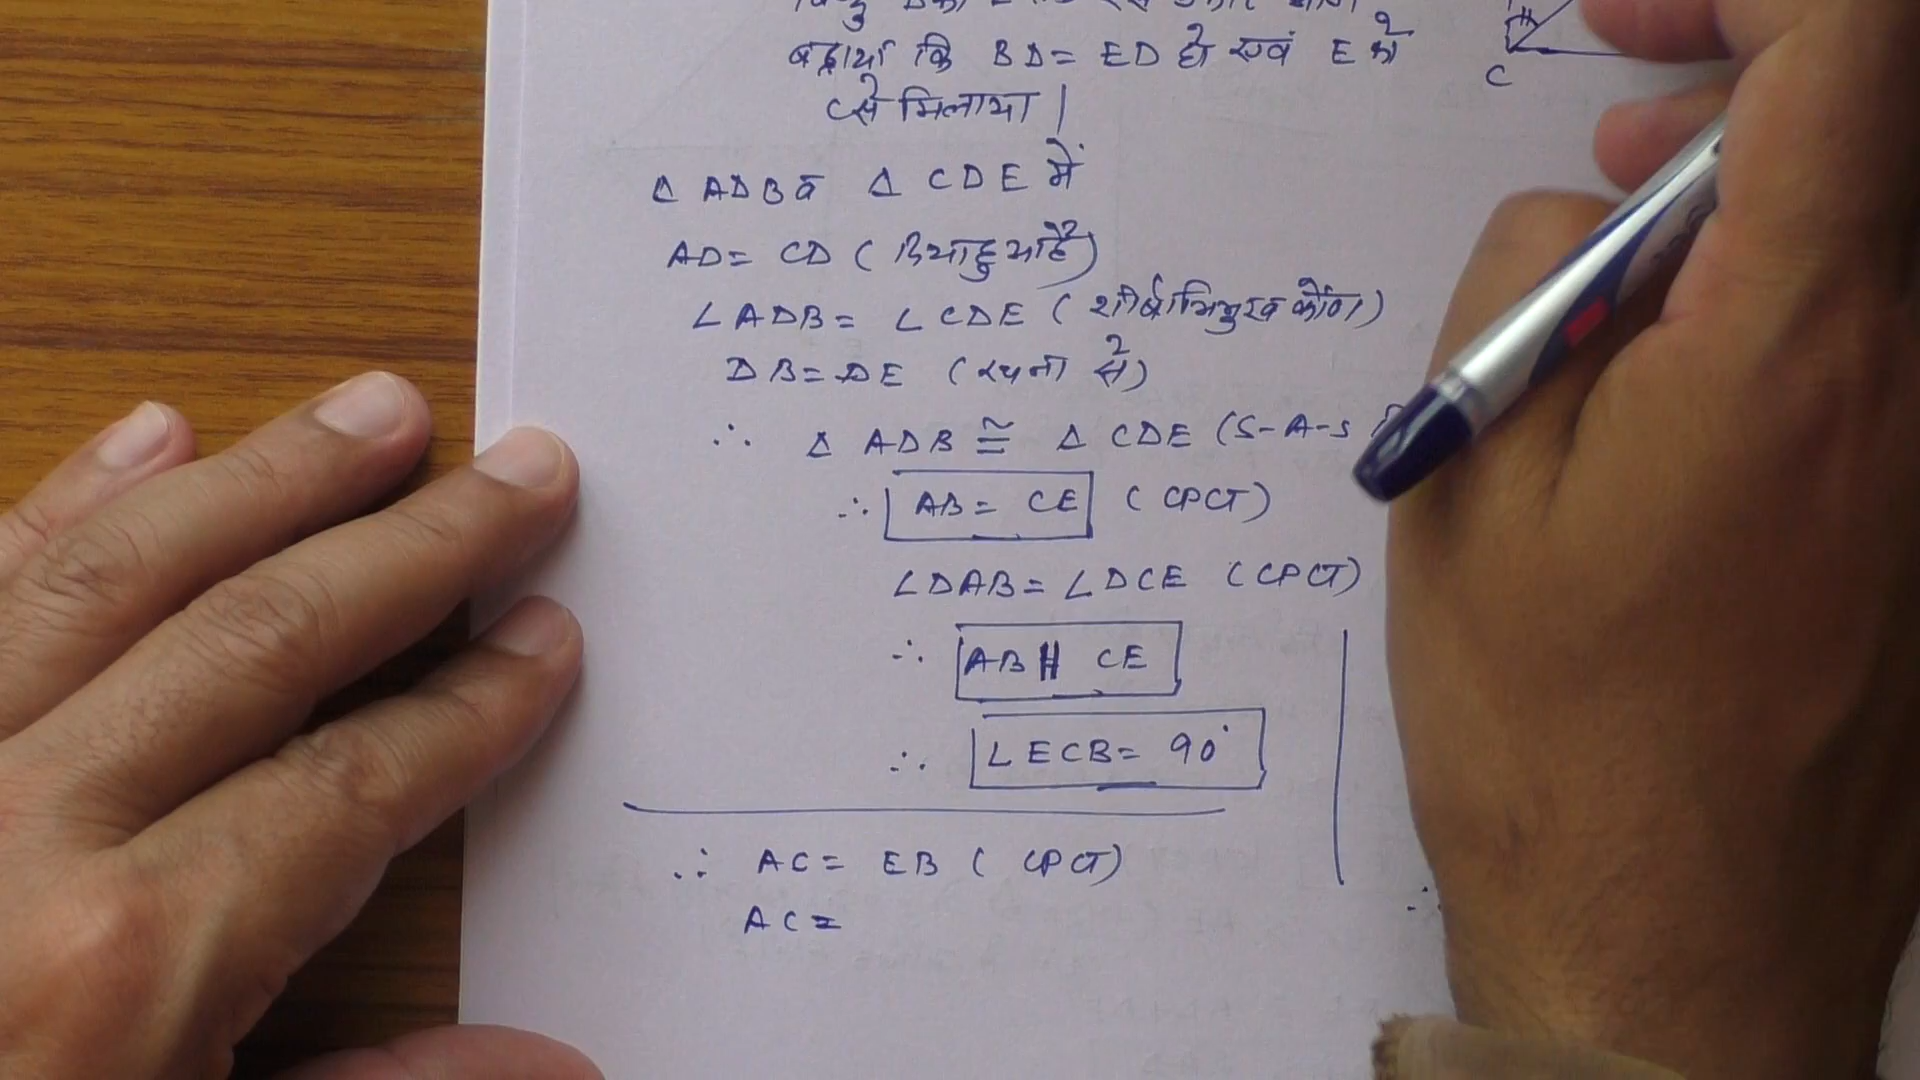 बढ़ाया कि BD = ED हो एवं E को
C से मिलाया |
C
Δ ADB व Δ CDE में
AD = CD (दिया हुआ है)
∠ADB = ∠CDE (शीर्षाभिमुख कोण)
DB = DE (रचना से)
∴ Δ ADB ≅ Δ CDE (S-A-S
∴ AB = CE (CPCT)
∠DAB = ∠DCE (CPCT)
∴ AB || CE
∴ ∠ECB = 90°
∴ AC = EB (CPCT)
AC =
∴